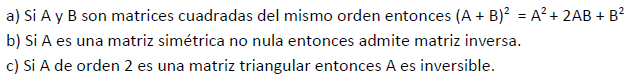 a) Si A y B son matrices cuadradas del mismo orden entonces (A + B)² = A² + 2AB + B²
b) Si A es una matriz simétrica no nula entonces admite matriz inversa.
c) Si A de orden 2 es una matriz triangular entonces A es inversible.